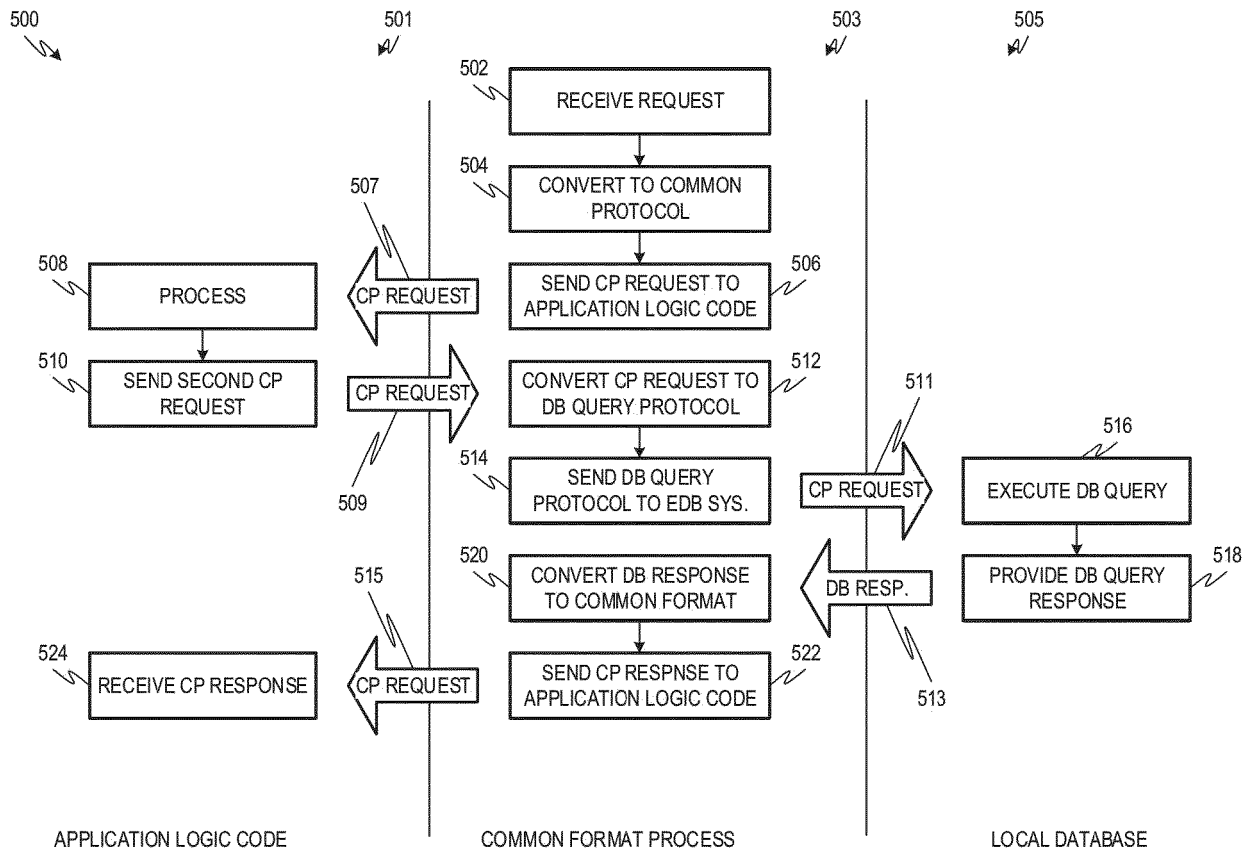 500
501
503
505
502
RECEIVE REQUEST
504
CONVERT TO COMMON
PROTOCOL
507
508
PROCESS
CP REQUEST
SEND CP REQUEST TO
APPLICATION LOGIC CODE
506
510
SEND SECOND CP
REQUEST
CP REQUEST
509
CONVERT CP REQUEST TO
DB QUERY PROTOCOL
512
511
514
SEND DB QUERY
PROTOCOL TO EDB SYS.
CP REQUEST
516
EXECUTE DB QUERY
520
CONVERT DB RESPONSE
TO COMMON FORMAT
DB RESP.
513
PROVIDE DB QUERY
RESPONSE
518
515
524
RECEIVE CP RESPONSE
CP REQUEST
SEND CP RESPNSE TO
APPLICATION LOGIC CODE
522
APPLICATION LOGIC CODE
COMMON FORMAT PROCESS
LOCAL DATABASE